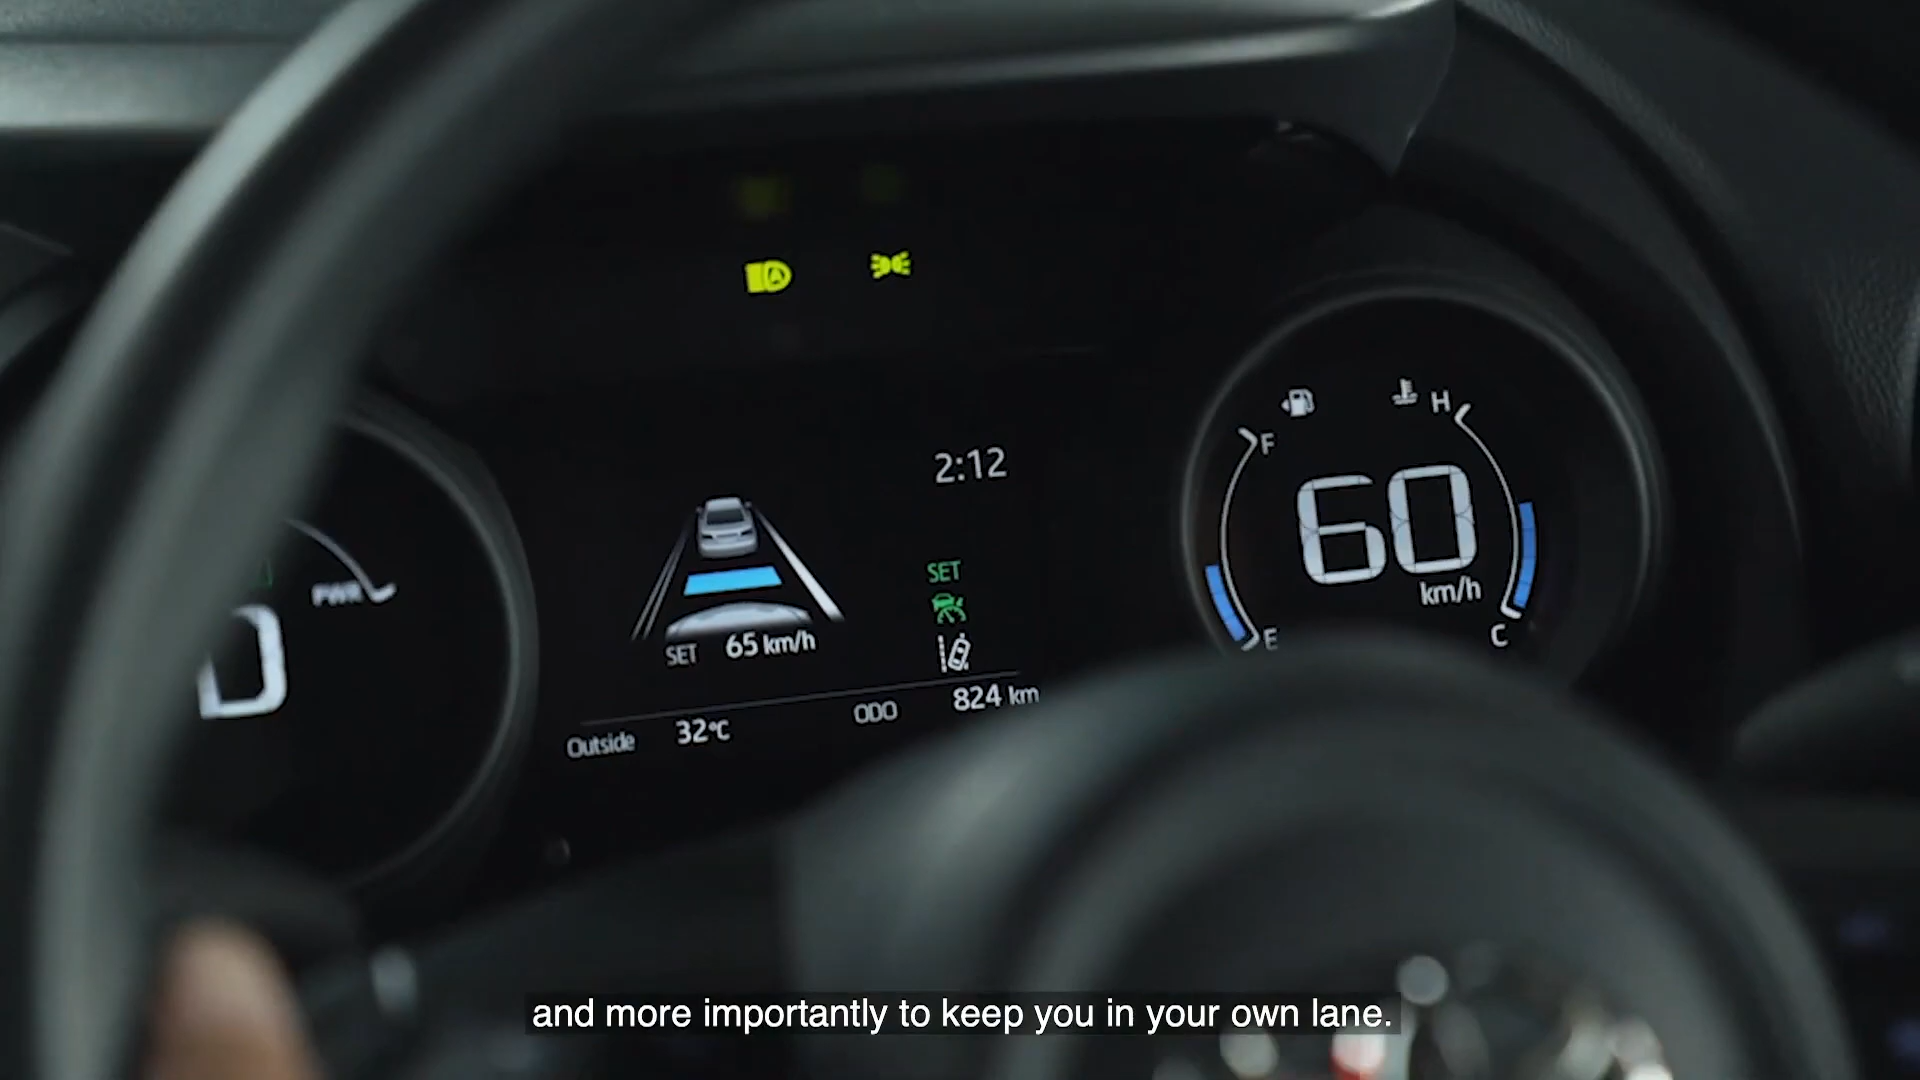 2:12
F
H
60
km/h
PWR
SET
SET 65 km/h
E
C
0
ODO 824 km
Outside 32°C
and more importantly to keep you in your own lane.